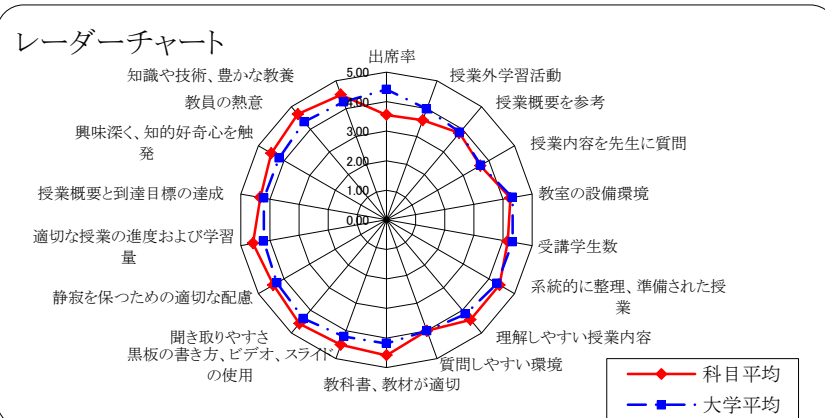 レーダーチャート
出席率
授業外学習活動
授業概要を参考
授業内容を先生に質問
教室の設備環境
受講学生数
系統的に整理、準備された授
業
理解しやすい授業内容
質問しやすい環境
教科書、教材が適切
黒板の書き方、ビデオ、スライド
の使用
聞き取りやすさ
静寂を保つための適切な配慮
適切な授業の進度および学習
量
授業概要と到達目標の達成
興味深く、知的好奇心を触
発
教員の熱意
知識や技術、豊かな教養
5.00
4.00
3.00
2.00
1.00
0.00
科目平均
大学平均